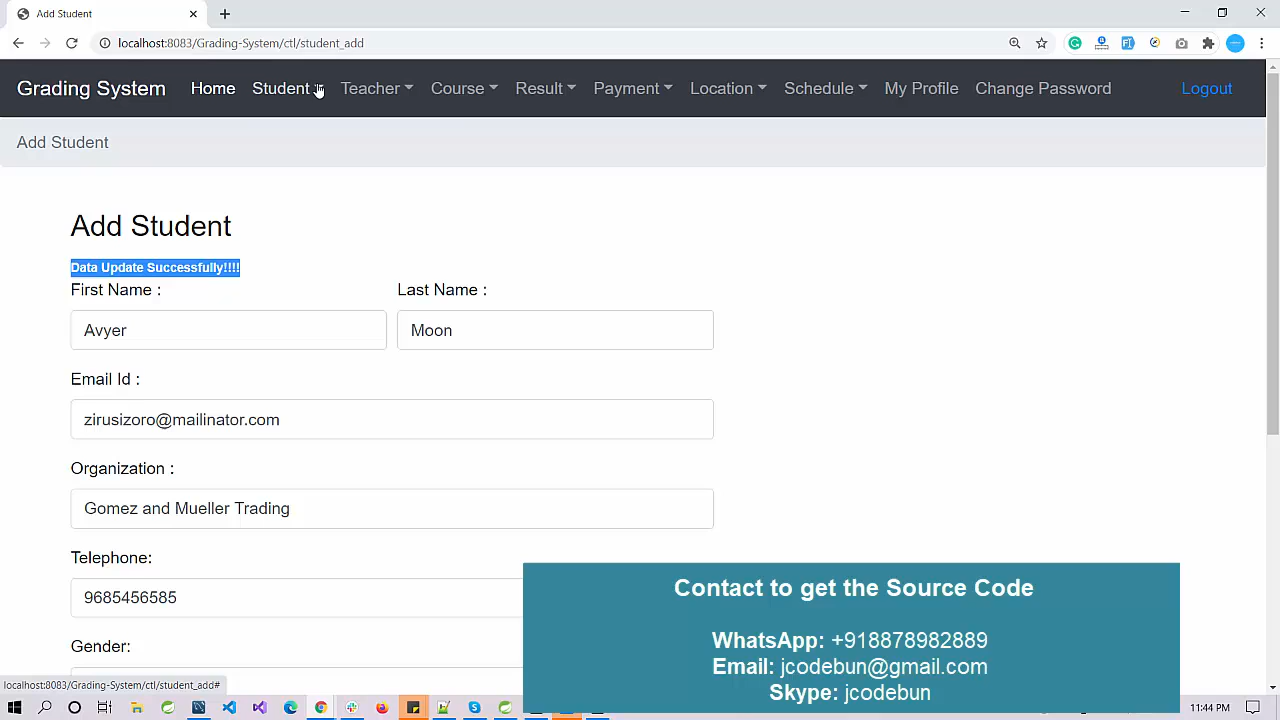 Add Student
localhost:8083/Grading-System/ctl/student_add
Grading System Home Student Teacher Course Result Payment Location Schedule My Profile Change Password Logout
Add Student
Add Student
Data Update Successfully!!!!
First Name : Last Name :
Avyer Moon
Email Id :
zirusizoro@mailinator.com
Organization :
Gomez and Mueller Trading
Telephone:
9685456585
Gender:
Contact to get the Source Code
WhatsApp: +918878982889
Email: jcodebun@gmail.com
Skype: jcodebun
localhost:8083/Grading-System/ctl/student_add#
11:44 PM